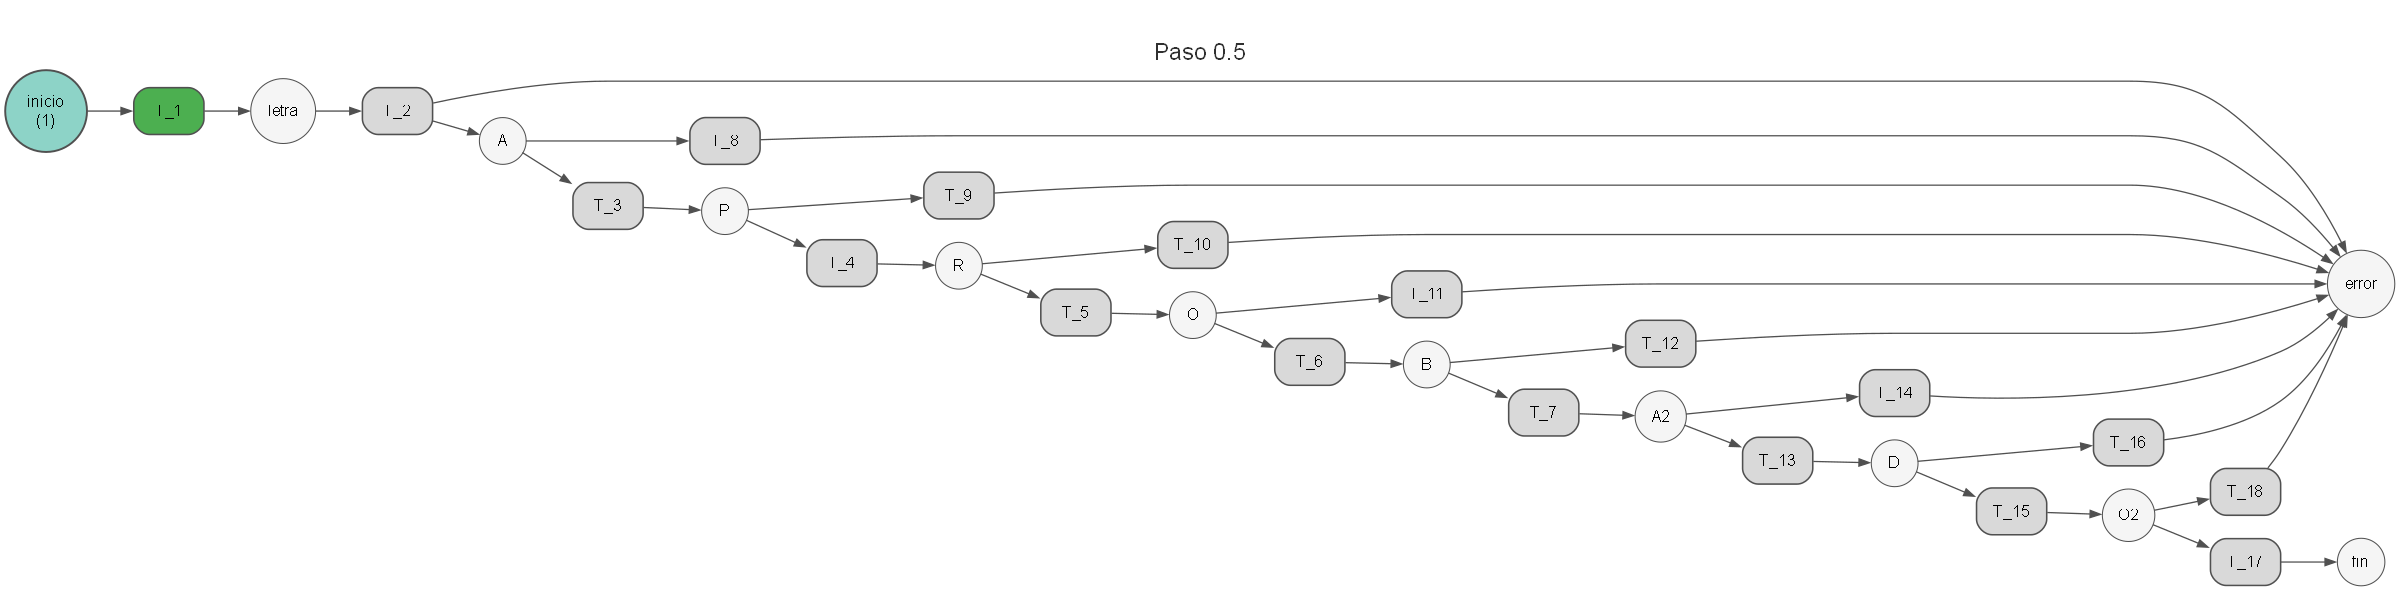 Paso 0.5
inicio
(1)
T_1
letra
T_2
A
T_8
T_3
P
T_9
T_4
R
T_10
T_5
O
T_11
T_6
B
T_12
T_7
A2
T_14
T_13
D
T_16
T_15
O2
T_18
T_17
error
fin